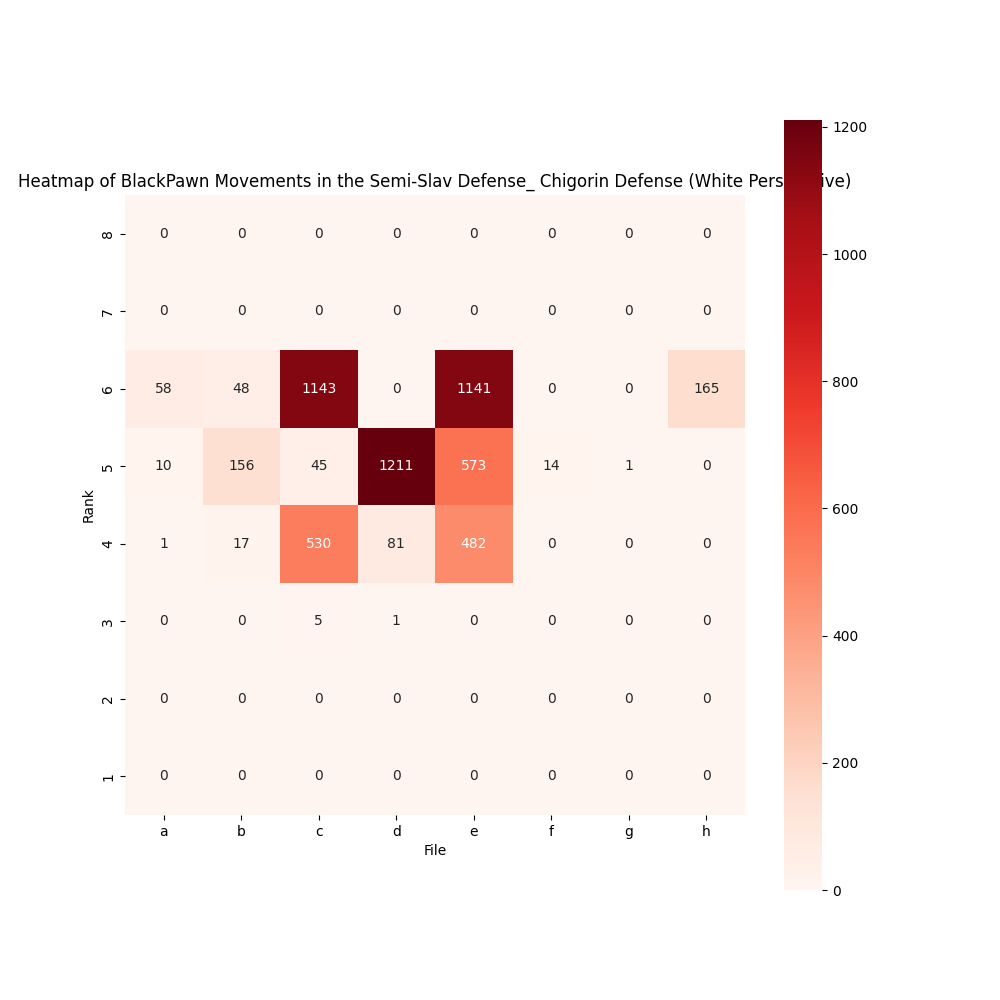 Heatmap of BlackPawn Movements in the Semi-Slav Defense_ Chigorin Defense (White ive)
8 0 0 0 0 0 0 0 0
7 0 0 0 0 0 0 0 0
6 58 48 1143 0 1141 0 0 165
5 10 156 45 1211 573 14 1 0
4 1 17 530 81 482 0 0 0
3 0 0 5 1 0 0 0 0
2 0 0 0 0 0 0 0 0
1 0 0 0 0 0 0 0 0
a b c d e f g h
File
Rank
1200
1000
800
600
400
200
0